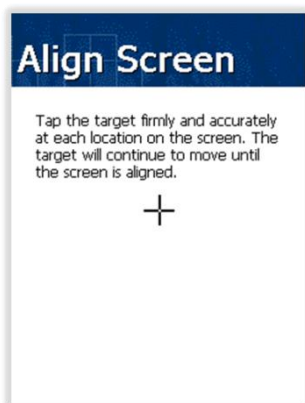 Align Screen
Tap the target firmly and accurately
at each location on the screen. The
target will continue to move until
the screen is aligned.